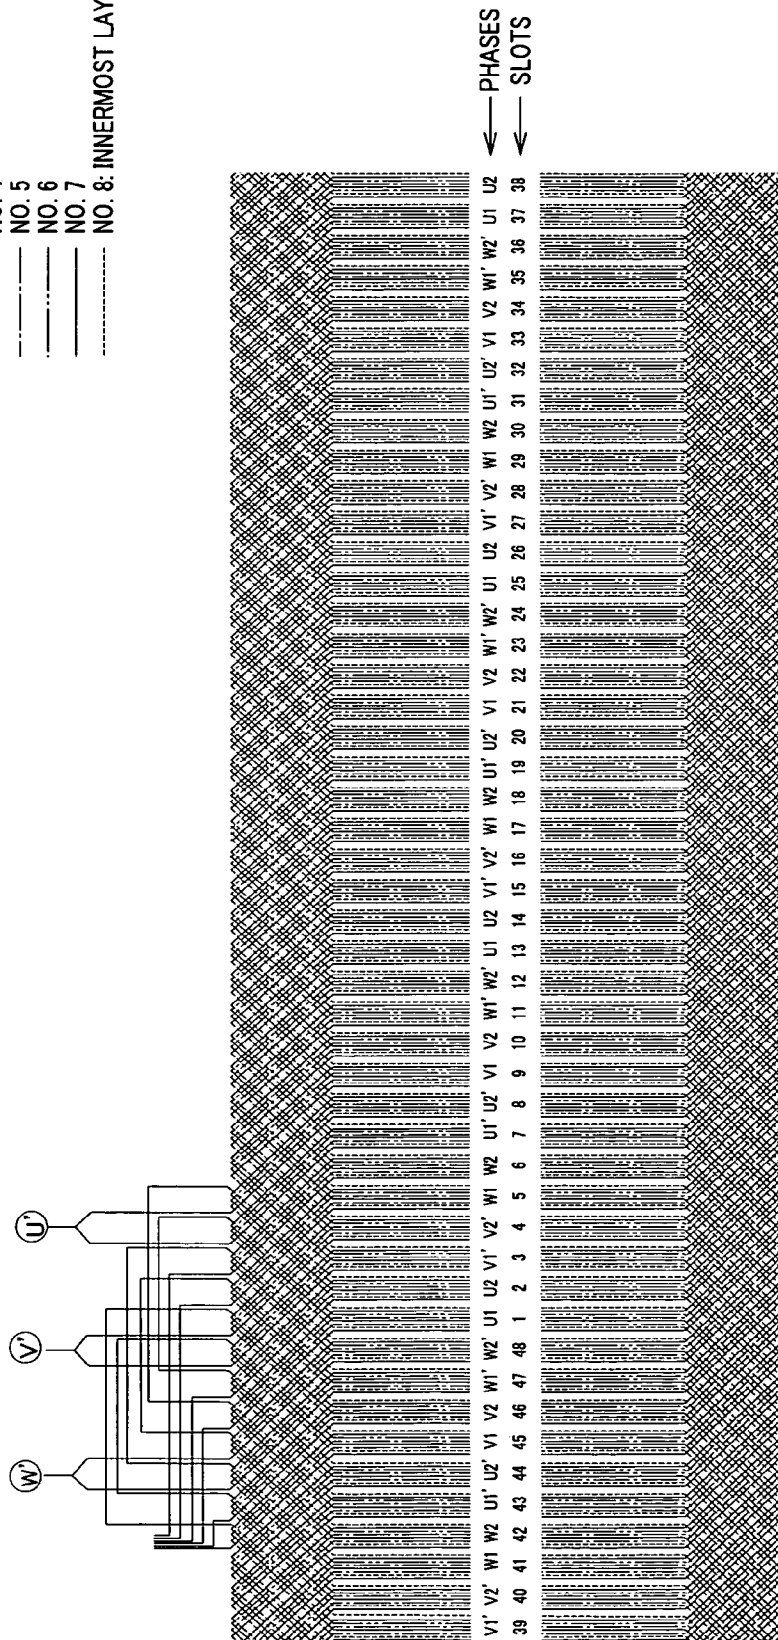 NO. 5
NO. 6
NO. 7
NO. 8: INNERMOST LAY
W' V' U'
V1' V2' W1 W2 U1' U2' V1 V2 W1' W2' U1 U2 V1' V2' W1 W2 U1' U2' V1 V2 W1' W2' U1 U2 V1' V2' W1 W2 U1' U2' V1 V2 W1' W2' U1 U2 V1' V2' W1 W2 U1' U2' V1 V2 W1' W2' U1 U2 PHASES
39 40 41 42 43 44 45 46 47 48 1 2 3 4 5 6 7 8 9 10 11 12 13 14 15 16 17 18 19 20 21 22 23 24 25 26 27 28 29 30 31 32 33 34 35 36 37 38 SLOTS